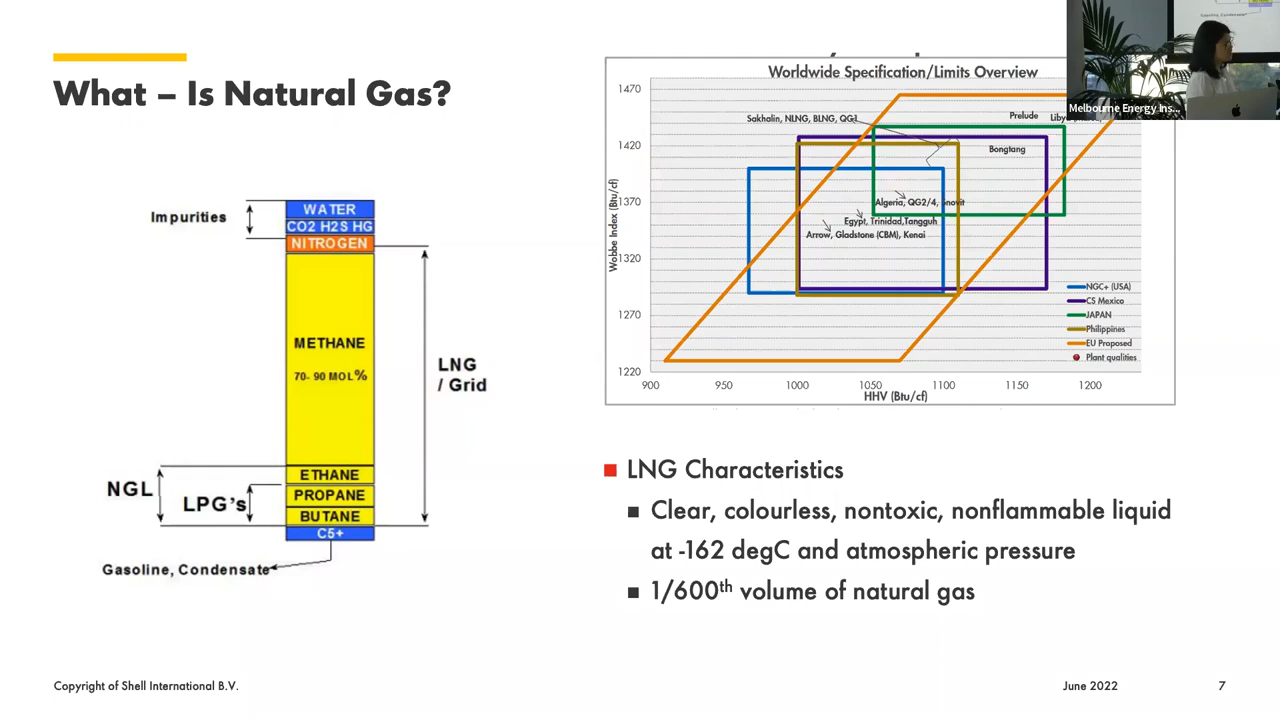 What – Is Natural Gas?
Impurities
WATER
CO2 H2S HG
NITROGEN
METHANE
70- 90 MOL%
LNG
/ Grid
ETHANE
NGL
LPG's
PROPANE
BUTANE
C5+
Gasoline, Condensate
Worldwide Specification/Limits Overview
Wobbe Index (Btu/cf)
1470
1420
1370
1320
1270
1220
Sakhalin, NLNG, BLNG, QG3
Prelude
Bongtang
Algeria, QG2/4, Snovit
Egypt, Trinidad,Tangguh
Arrow, Gladstone (CBM), Kenai
NGC+ (USA)
CS Mexico
JAPAN
Philippines
EU Proposed
Plant qualities
900 950 1000 1050 1100 1150 1200
HHV (Btu/cf)
Melbourne Energy Ins...
LNG Characteristics
Clear, colourless, nontoxic, nonflammable liquid
at -162 degC and atmospheric pressure
1/600th volume of natural gas
Copyright of Shell International B.V.
June 2022
7